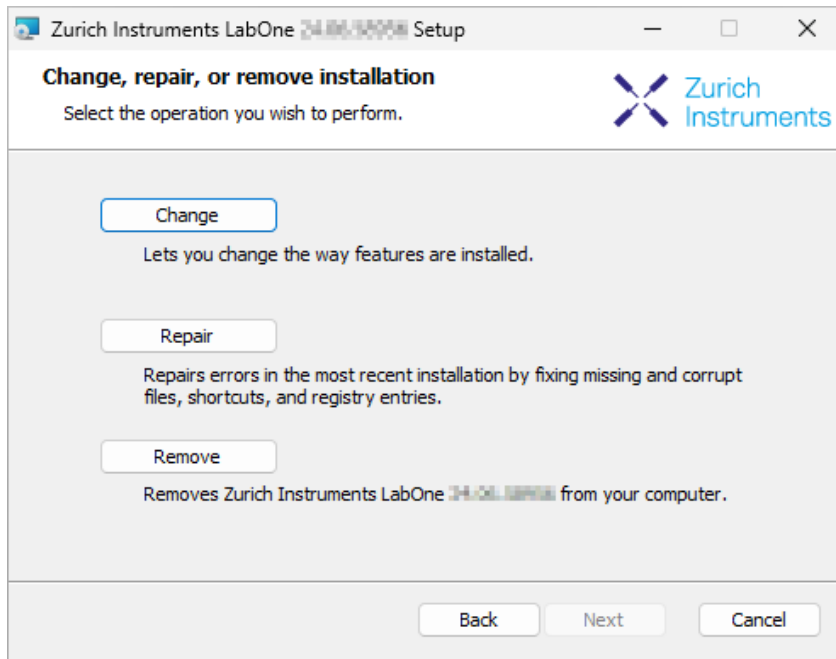 Zurich Instruments LabOne Setup
Change, repair, or remove installation
Select the operation you wish to perform.
Zurich
Instruments
Change
Lets you change the way features are installed.
Repair
Repairs errors in the most recent installation by fixing missing and corrupt
files, shortcuts, and registry entries.
Remove
Removes Zurich Instruments LabOne from your computer.
Back
Next
Cancel